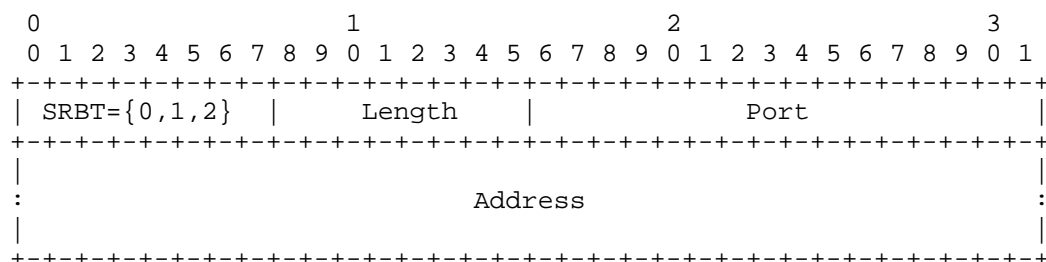 0                   1                   2                   3
 0 1 2 3 4 5 6 7 8 9 0 1 2 3 4 5 6 7 8 9 0 1 2 3 4 5 6 7 8 9 0 1
+-+-+-+-+-+-+-+-+-+-+-+-+-+-+-+-+-+-+-+-+-+-+-+-+-+-+-+-+-+-+-+-+
| SRBT={0,1,2}  |     Length    |             Port              |
+-+-+-+-+-+-+-+-+-+-+-+-+-+-+-+-+-+-+-+-+-+-+-+-+-+-+-+-+-+-+-+-+
|                                                               |
:                            Address                            :
|                                                               |
+-+-+-+-+-+-+-+-+-+-+-+-+-+-+-+-+-+-+-+-+-+-+-+-+-+-+-+-+-+-+-+-+